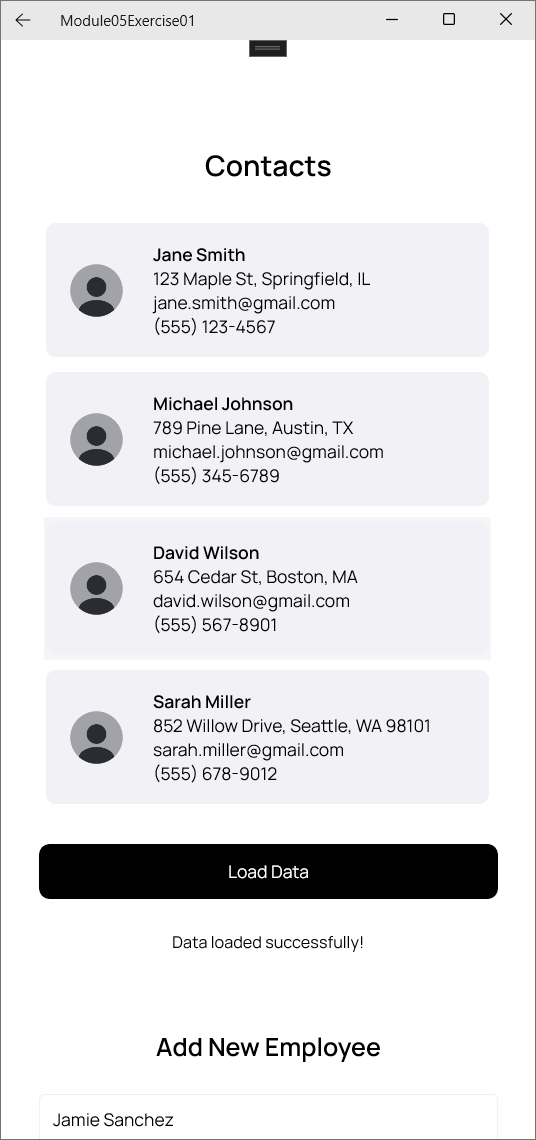 Module05Exercise01
Contacts
Jane Smith
123 Maple St, Springfield, IL
jane.smith@gmail.com
(555) 123-4567
Michael Johnson
789 Pine Lane, Austin, TX
michael.johnson@gmail.com
(555) 345-6789
David Wilson
654 Cedar St, Boston, MA
david.wilson@gmail.com
(555) 567-8901
Sarah Miller
852 Willow Drive, Seattle, WA 98101
sarah.miller@gmail.com
(555) 678-9012
Load Data
Data loaded successfully!
Add New Employee
Jamie Sanchez